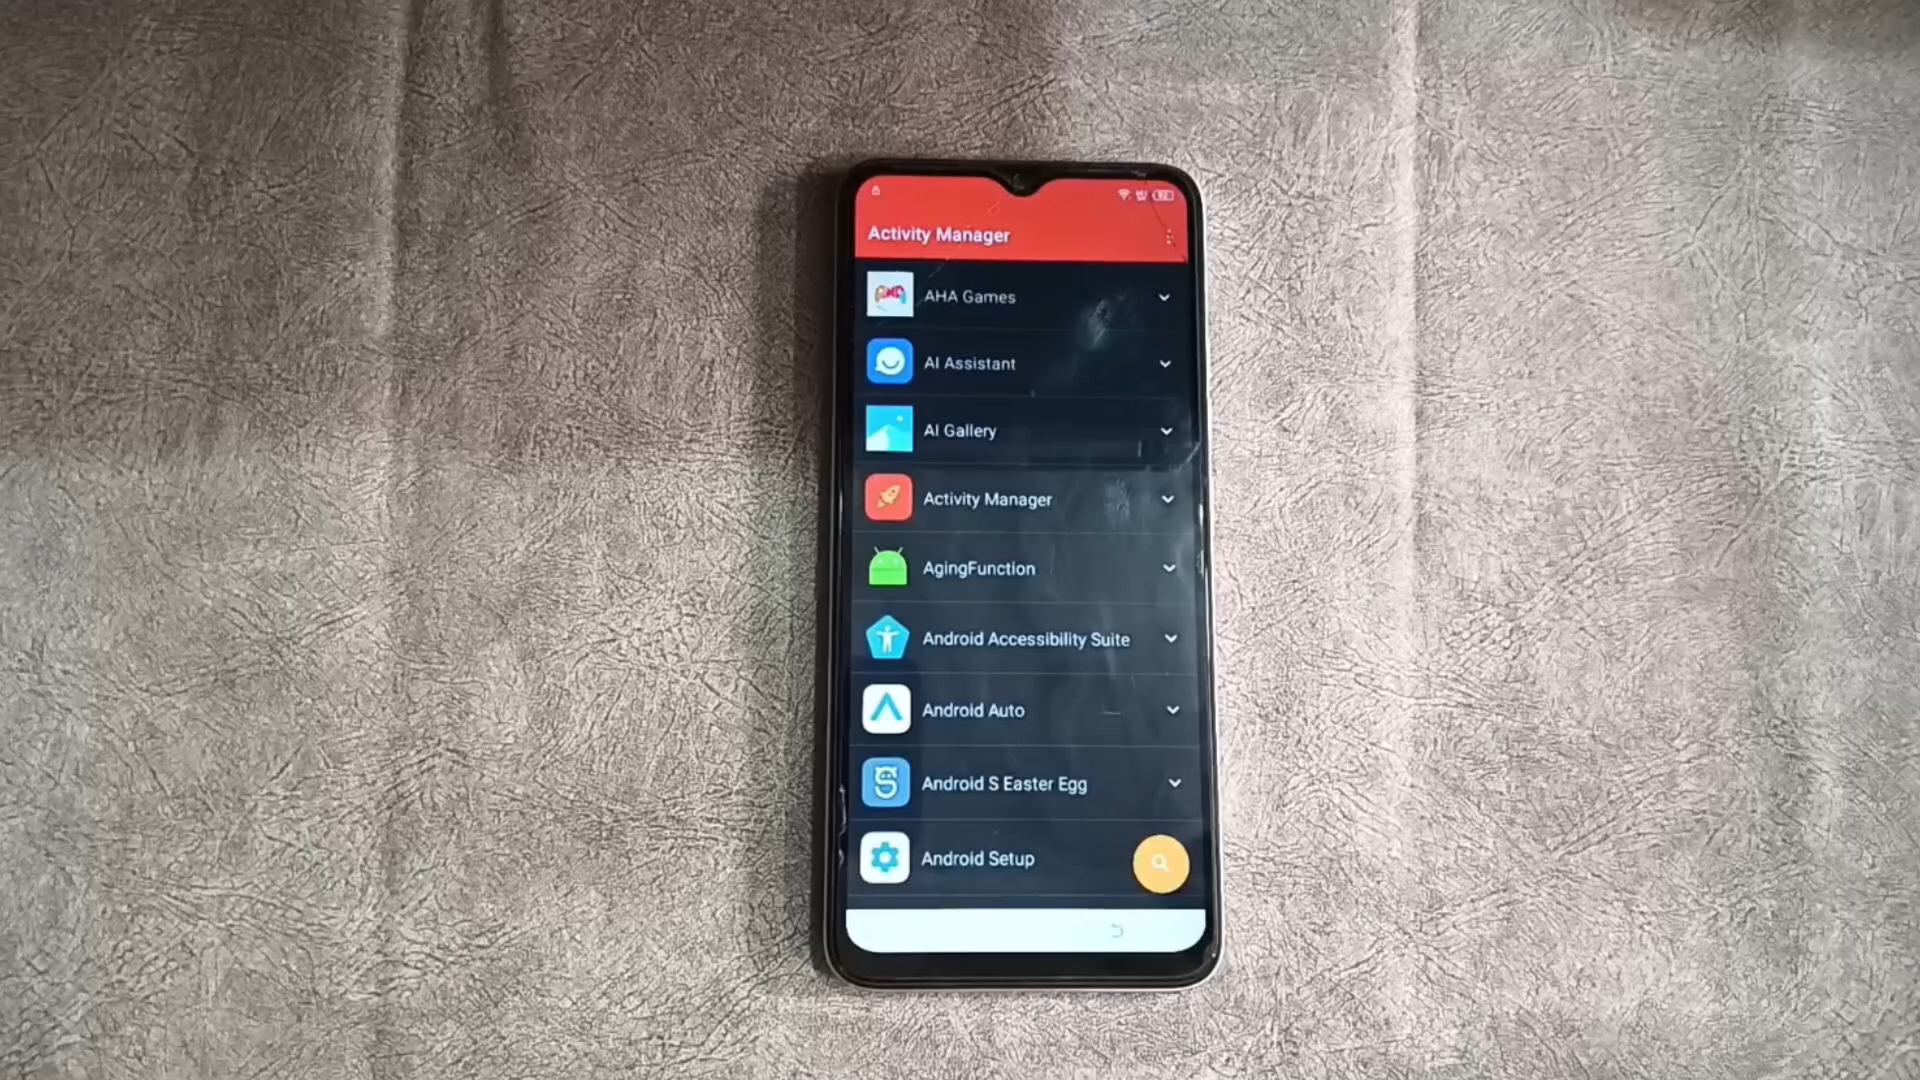 Activity Manager
AHA Games
AI Assistant
AI Gallery
Activity Manager
AgingFunction
Android Accessibility Suite
Android Auto
Android S Easter Egg
Android Setup